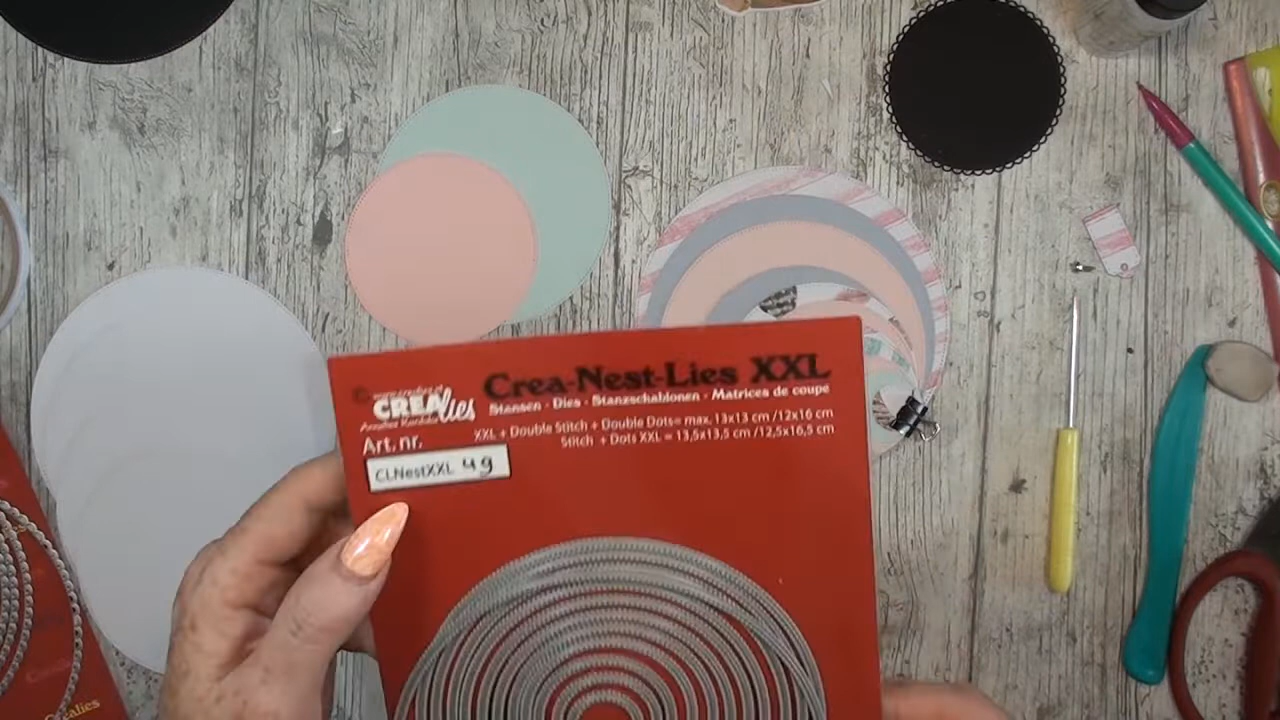 Crea-Nest-Lies XXL
CREAlies
Stansen - Dies - Stanzschablonen - Matrices de coupe
XXL + Double Stitch + Double Dots= max. 13x13 cm /12x16 cm
Stitch + Dots XXL = 13,5x13,5 cm /12,5x16,5 cm
Art.nr.
CLNestXXL 49